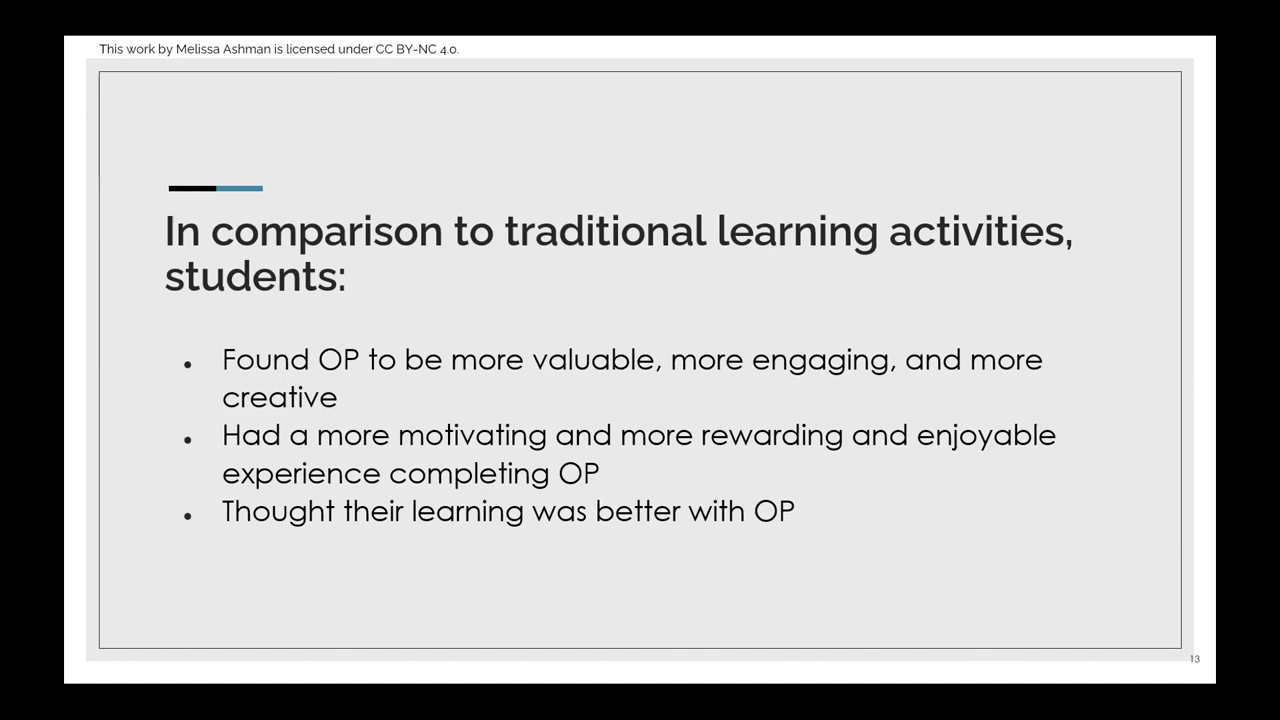 This work by Melissa Ashman is licensed under CC BY-NC 4.0.
In comparison to traditional learning activities,
students:
• Found OP to be more valuable, more engaging, and more
creative
• Had a more motivating and more rewarding and enjoyable
experience completing OP
• Thought their learning was better with OP
13